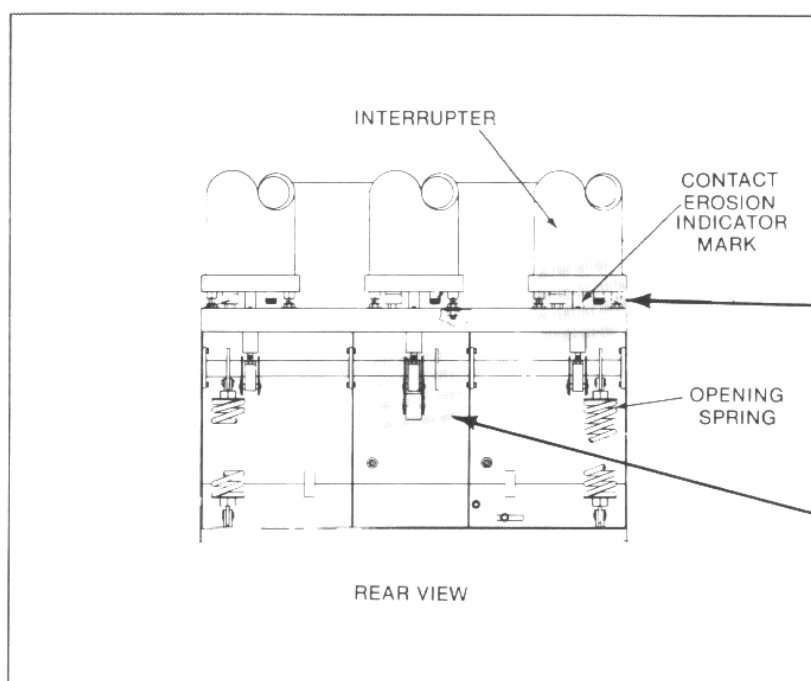 INTERRUPTER
CONTACT
EROSION
INDICATOR
MARK
OPENING
SPRING
REAR VIEW